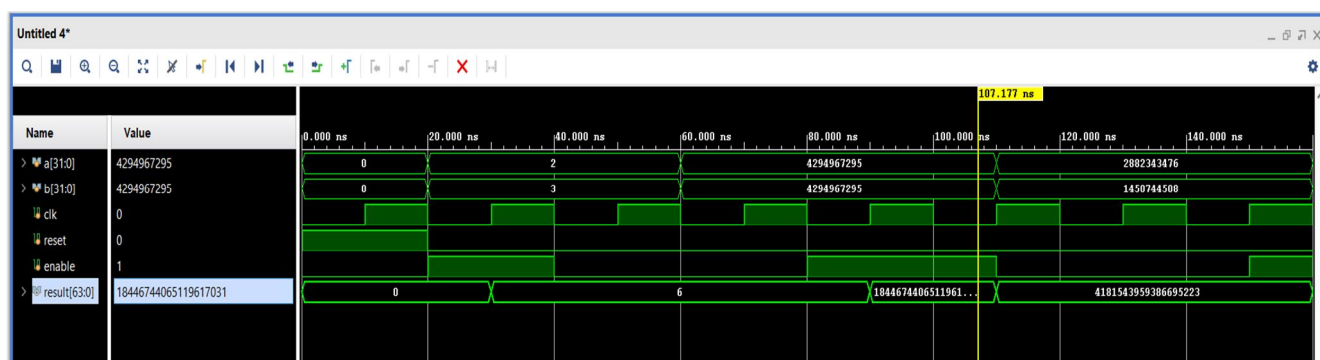 Untitled 4*
107.177 ns
Name Value
0.000 ns 20.000 ns 40.000 ns 60.000 ns 80.000 ns 100.000 ns 120.000 ns 140.000 ns
a[31:0] 4294967295 0 2 4294967295 2882343476
b[31:0] 4294967295 0 3 4294967295 1450744508
clk 0
reset 0
enable 1
result[63:0] 18446744065119617031 0 6 1844674406511961... 4181543959386695223